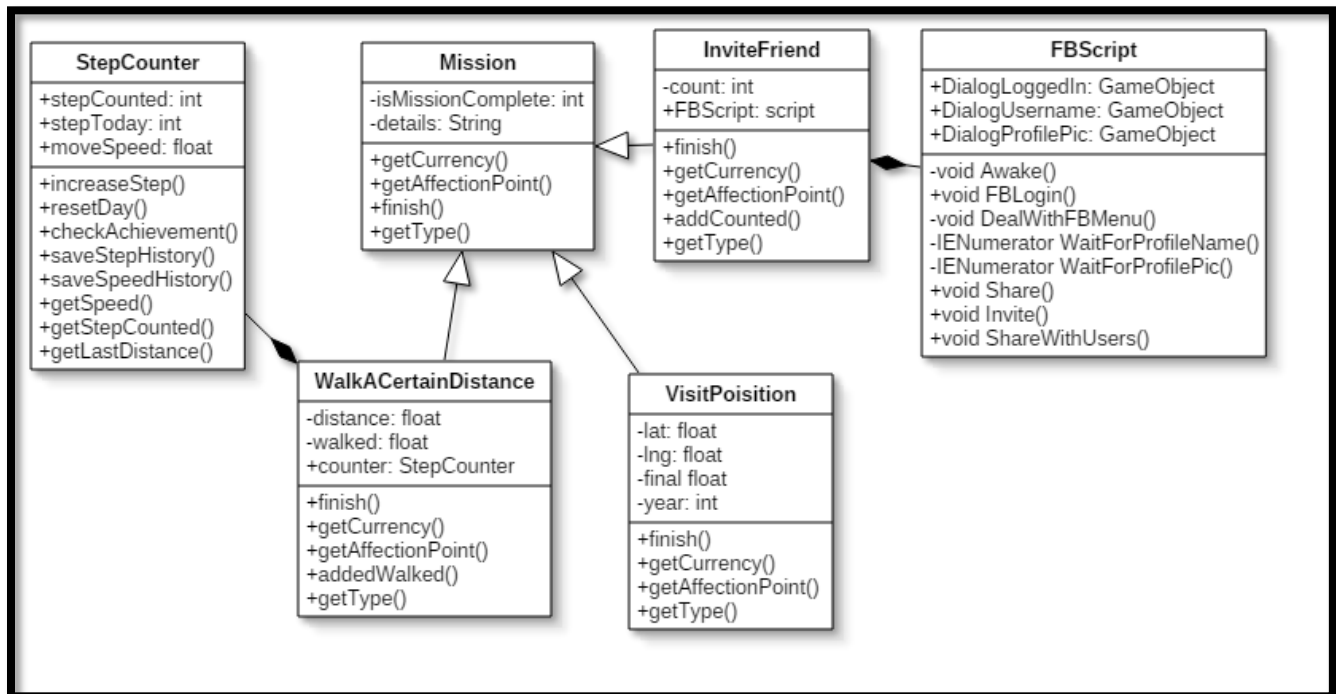 StepCounter
+stepCounted: int
+stepToday: int
+moveSpeed: float
+increaseStep()
+resetDay()
+checkAchievement()
+saveStepHistory()
+saveSpeedHistory()
+getSpeed()
+getStepCounted()
+getLastDistance()
Mission
-isMissionComplete: int
-details: String
+getCurrency()
+getAffectionPoint()
+finish()
+getType()
InviteFriend
-count: int
+FBScript: script
+finish()
+getCurrency()
+getAffectionPoint()
+addCounted()
+getType()
FBScript
+DialogLoggedIn: GameObject
+DialogUsername: GameObject
+DialogProfilePic: GameObject
-void Awake()
+void FBLogin()
-void DealWithFBMenu()
-IENumerator WaitForProfileName()
-IENumerator WaitForProfilePic()
+void Share()
+void Invite()
+void ShareWithUsers()
WalkACertainDistance
-distance: float
-walked: float
+counter: StepCounter
+finish()
+getCurrency()
+getAffectionPoint()
+addedWalked()
+getType()
VisitPoisition
-lat: float
-lng: float
-final float
-year: int
+finish()
+getCurrency()
+getAffectionPoint()
+getType()